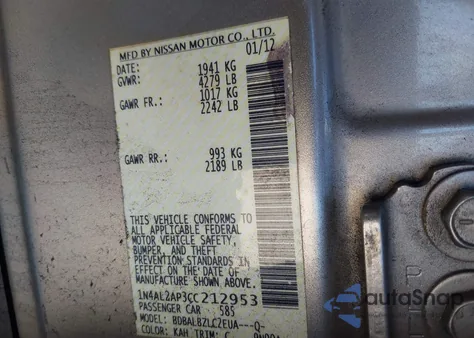 MFD BY NISSAN MOTOR CO., LTD.
DATE: 01/12
GVWR: 1941 KG
4279 LB
GAWR FR.: 1017 KG
2242 LB
GAWR RR.: 993 KG
2189 LB
THIS VEHICLE CONFORMS TO
ALL APPLICABLE FEDERAL
MOTOR VEHICLE SAFETY,
BUMPER, AND THEFT
PREVENTION STANDARDS IN
EFFECT ON THE DATE OF
MANUFACTURE SHOWN ABOVE.
1N4AL2AP3CC212953
PASSENGER CAR 585
MODEL: BDBALBZLCZEUA---Q-
COLOR: KAH TRIM: C
autoSnap